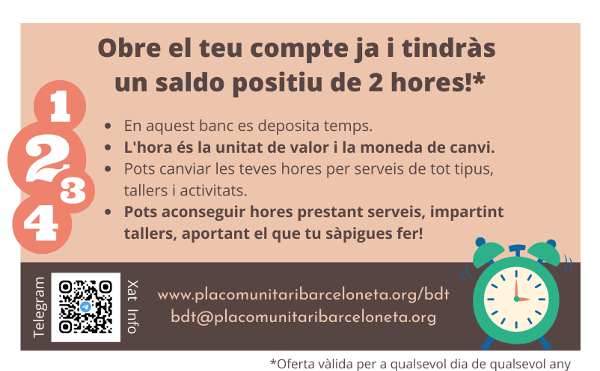 Obre el teu compte ja i tindràs
un saldo positiu de 2 hores!*
1
2
3
4
• En aquest banc es deposita temps.
• L'hora és la unitat de valor i la moneda de canvi.
• Pots canviar les teves hores per serveis de tot tipus,
tallers i activitats.
• Pots aconseguir hores prestant serveis, impartint
tallers, aportant el que tu sàpigues fer!
Telegram
Xat Info
www.placomunitaribarceloneta.org/bdt
bdt@placomunitaribarceloneta.org
*Oferta vàlida per a qualsevol dia de qualsevol any